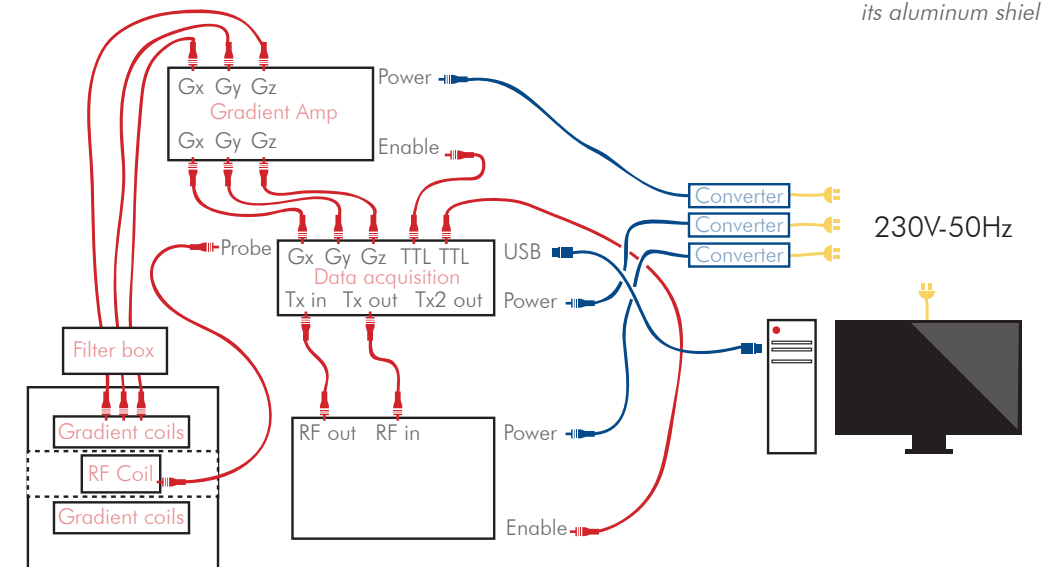 its aluminum shiel
Power
Gx Gy Gz
Gradient Amp
Gx Gy Gz
Enable
Converter
Converter
Converter
230V-50Hz
Probe
Gx Gy Gz TTL TTL
USB
Data acquisition
Tx in Tx out Tx2 out
Power
Filter box
Gradient coils
RF out RF in
Power
RF Coil
Gradient coils
Enable